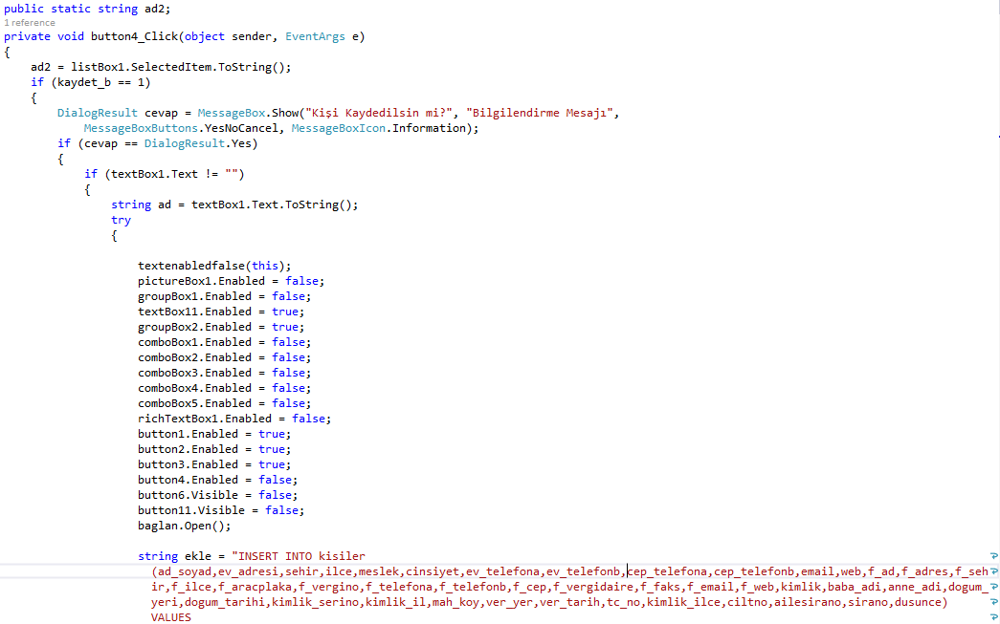 public static string ad2;
1 reference
private void button4_Click(object sender, EventArgs e)
{
ad2 = listBox1.SelectedItem.ToString();
if (kaydet_b == 1)
{
DialogResult cevap = MessageBox.Show("Kişi Kaydedilsin mi?", "Bilgilendirme Mesajı",
MessageBoxButtons.YesNoCancel, MessageBoxIcon.Information);
if (cevap == DialogResult.Yes)
{
if (textBox1.Text != "")
{
string ad = textBox1.Text.ToString();
try
{
textenabledfalse(this);
pictureBox1.Enabled = false;
groupBox1.Enabled = false;
textBox11.Enabled = true;
groupBox2.Enabled = true;
comboBox1.Enabled = false;
comboBox2.Enabled = false;
comboBox3.Enabled = false;
comboBox4.Enabled = false;
comboBox5.Enabled = false;
richTextBox1.Enabled = false;
button1.Enabled = true;
button2.Enabled = true;
button3.Enabled = true;
button4.Enabled = false;
button6.Visible = false;
button11.Visible = false;
baglan.Open();
string ekle = "INSERT INTO kisiler
(ad_soyad,ev_adresi,sehir,ilce,meslek,cinsiyet,ev_telefona,ev_telefonb,cep_telefona,cep_telefonb,email,web,f_ad,f_adres,f_seh
ir,f_ilce,f_aracplaka,f_vergino,f_telefona,f_telefonb,f_cep,f_vergidaire,f_faks,f_email,f_web,kimlik,baba_adi,anne_adi,dogum_
yeri,dogum_tarihi,kimlik_serino,kimlik_il,mah_koy,ver_yer,ver_tarih,tc_no,kimlik_ilce,ciltno,ailesirano,sirano,dusunce)
VALUES